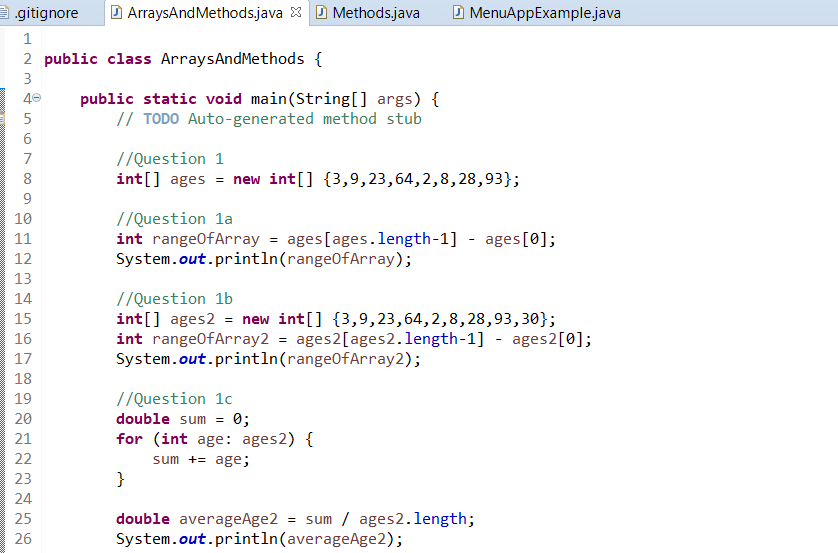 .gitignore ArraysAndMethods.java Methods.java MenuAppExample.java
1
2 public class ArraysAndMethods {
3
4 public static void main(String[] args) {
5 // TODO Auto-generated method stub
6
7 //Question 1
8 int[] ages = new int[] {3,9,23,64,2,8,28,93};
9
10 //Question 1a
11 int rangeOfArray = ages[ages.length-1] - ages[0];
12 System.out.println(rangeOfArray);
13
14 //Question 1b
15 int[] ages2 = new int[] {3,9,23,64,2,8,28,93,30};
16 int rangeOfArray2 = ages2[ages2.length-1] - ages2[0];
17 System.out.println(rangeOfArray2);
18
19 //Question 1c
20 double sum = 0;
21 for (int age: ages2) {
22 sum += age;
23 }
24
25 double averageAge2 = sum / ages2.length;
26 System.out.println(averageAge2);